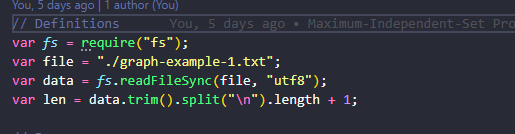 You, 5 days ago | 1 author (You)
// Definitions You, 5 days ago • Maximum-Independent-Set Pro
var fs = require("fs");
var file = "./graph-example-1.txt";
var data = fs.readFileSync(file, "utf8");
var len = data.trim().split("\n").length + 1;